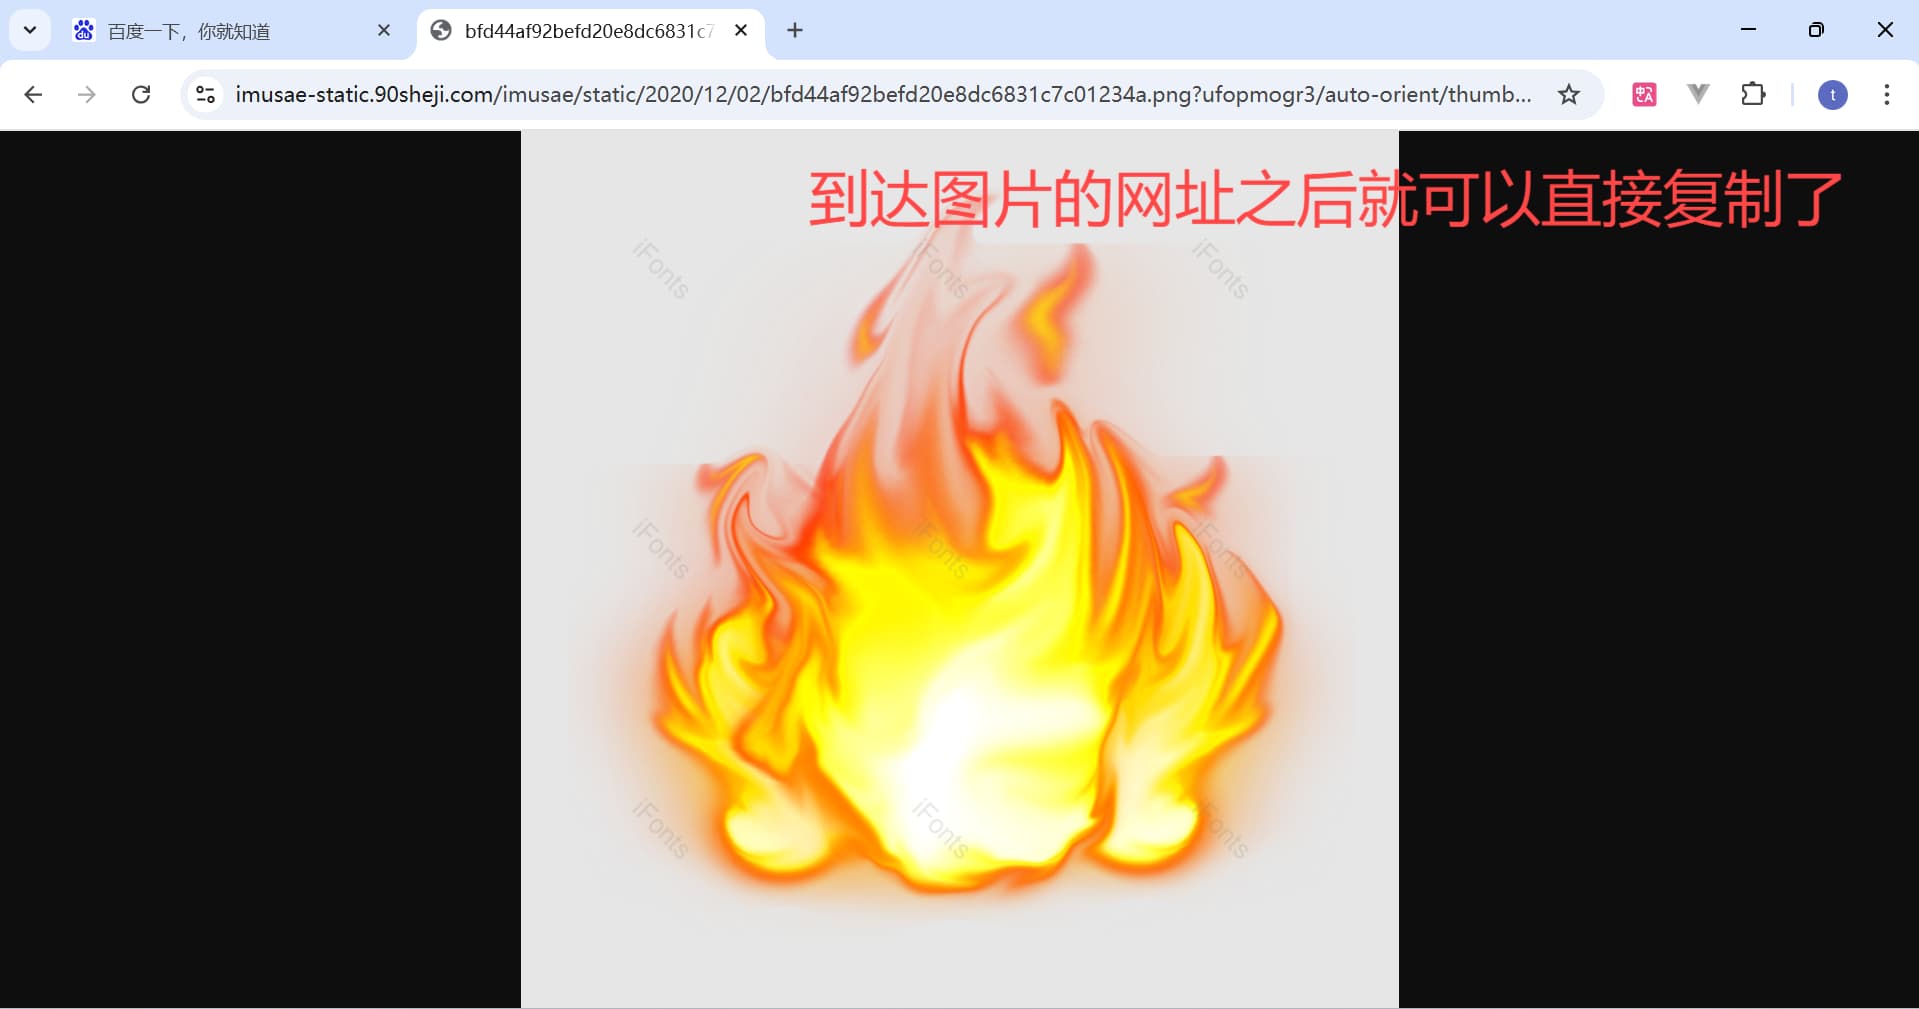 百度一下，你就知道
bfd44af92befd20e8dc6831c7
imusae-static.90sheji.com/imusae/static/2020/12/02/bfd44af92befd20e8dc6831c7c01234a.png?ufopmogr3/auto-orient/thumb...
中A
t
到达图片的网址之后就可以直接复制了
iFonts iFonts iFonts
iFonts iFonts iFonts
iFonts iFonts iFonts